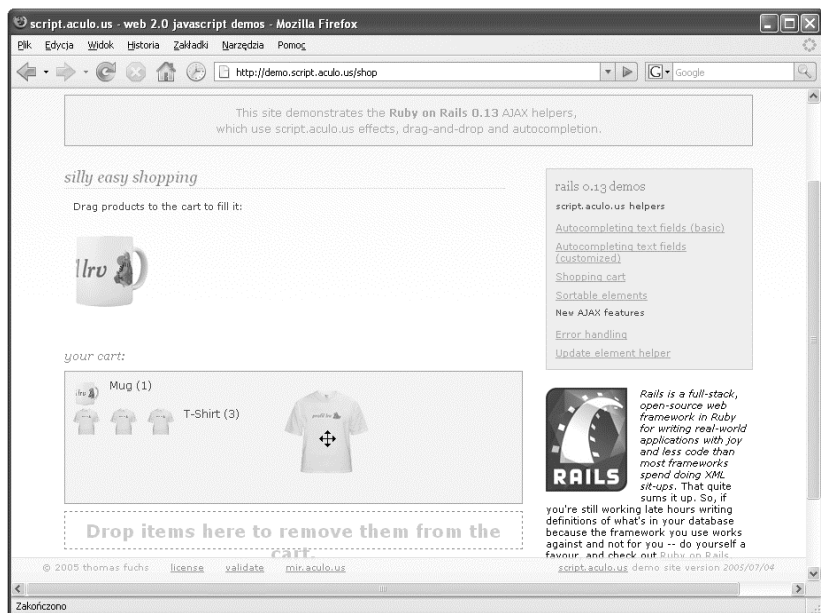 script.aculo.us - web 2.0 javascript demos - Mozilla Firefox
Plik Edycja Widok Historia Zakładki Narzędzia Pomoc
http://demo.script.aculo.us/shop
G Google
This site demonstrates the Ruby on Rails 0.13 AJAX helpers,
which use script.aculo.us effects, drag-and-drop and autocompletion.
silly easy shopping
Drag products to the cart to fill it:
your cart:
Mug (1)
T-Shirt (3)
Drop items here to remove them from the
cart.
rails 0.13 demos
script.aculo.us helpers
Autocompleting text fields (basic)
Autocompleting text fields
(customized)
Shopping cart
Sortable elements
New AJAX features
Error handling
Update element helper
RAILS
Rails is a full-stack,
open-source web
framework in Ruby
for writing real-world
applications with joy
and less code than
most frameworks
spend doing XML
sit-ups. That quite
sums it up. So, if
you're still working late hours writing
definitions of what's in your database
because the framework you use works
against and not for you -- do yourself a
favour, and check out Ruby on Rails
© 2005 thomas fuchs license validate mir.aculo.us
script.aculo.us demo site version 2005/07/04
Zakończono